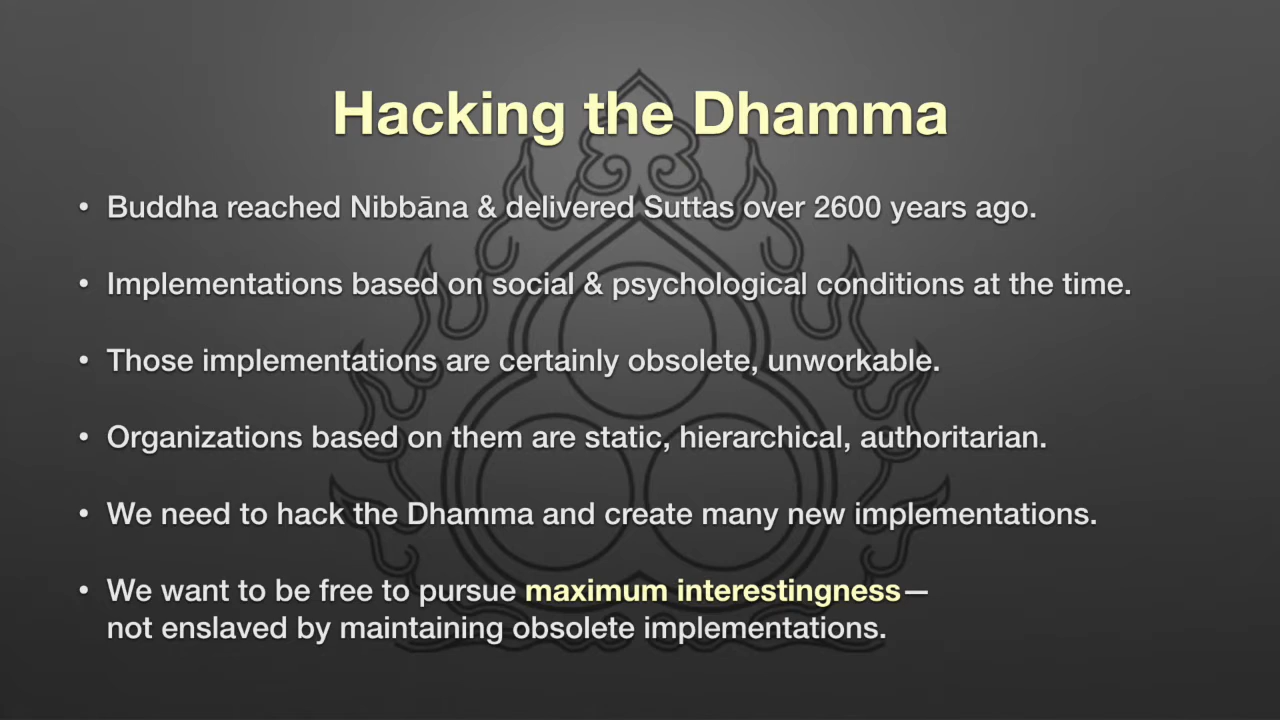 Hacking the Dhamma
• Buddha reached Nibbāna & delivered Suttas over 2600 years ago.
• Implementations based on social & psychological conditions at the time.
• Those implementations are certainly obsolete, unworkable.
• Organizations based on them are static, hierarchical, authoritarian.
• We need to hack the Dhamma and create many new implementations.
• We want to be free to pursue maximum interestingness—
not enslaved by maintaining obsolete implementations.